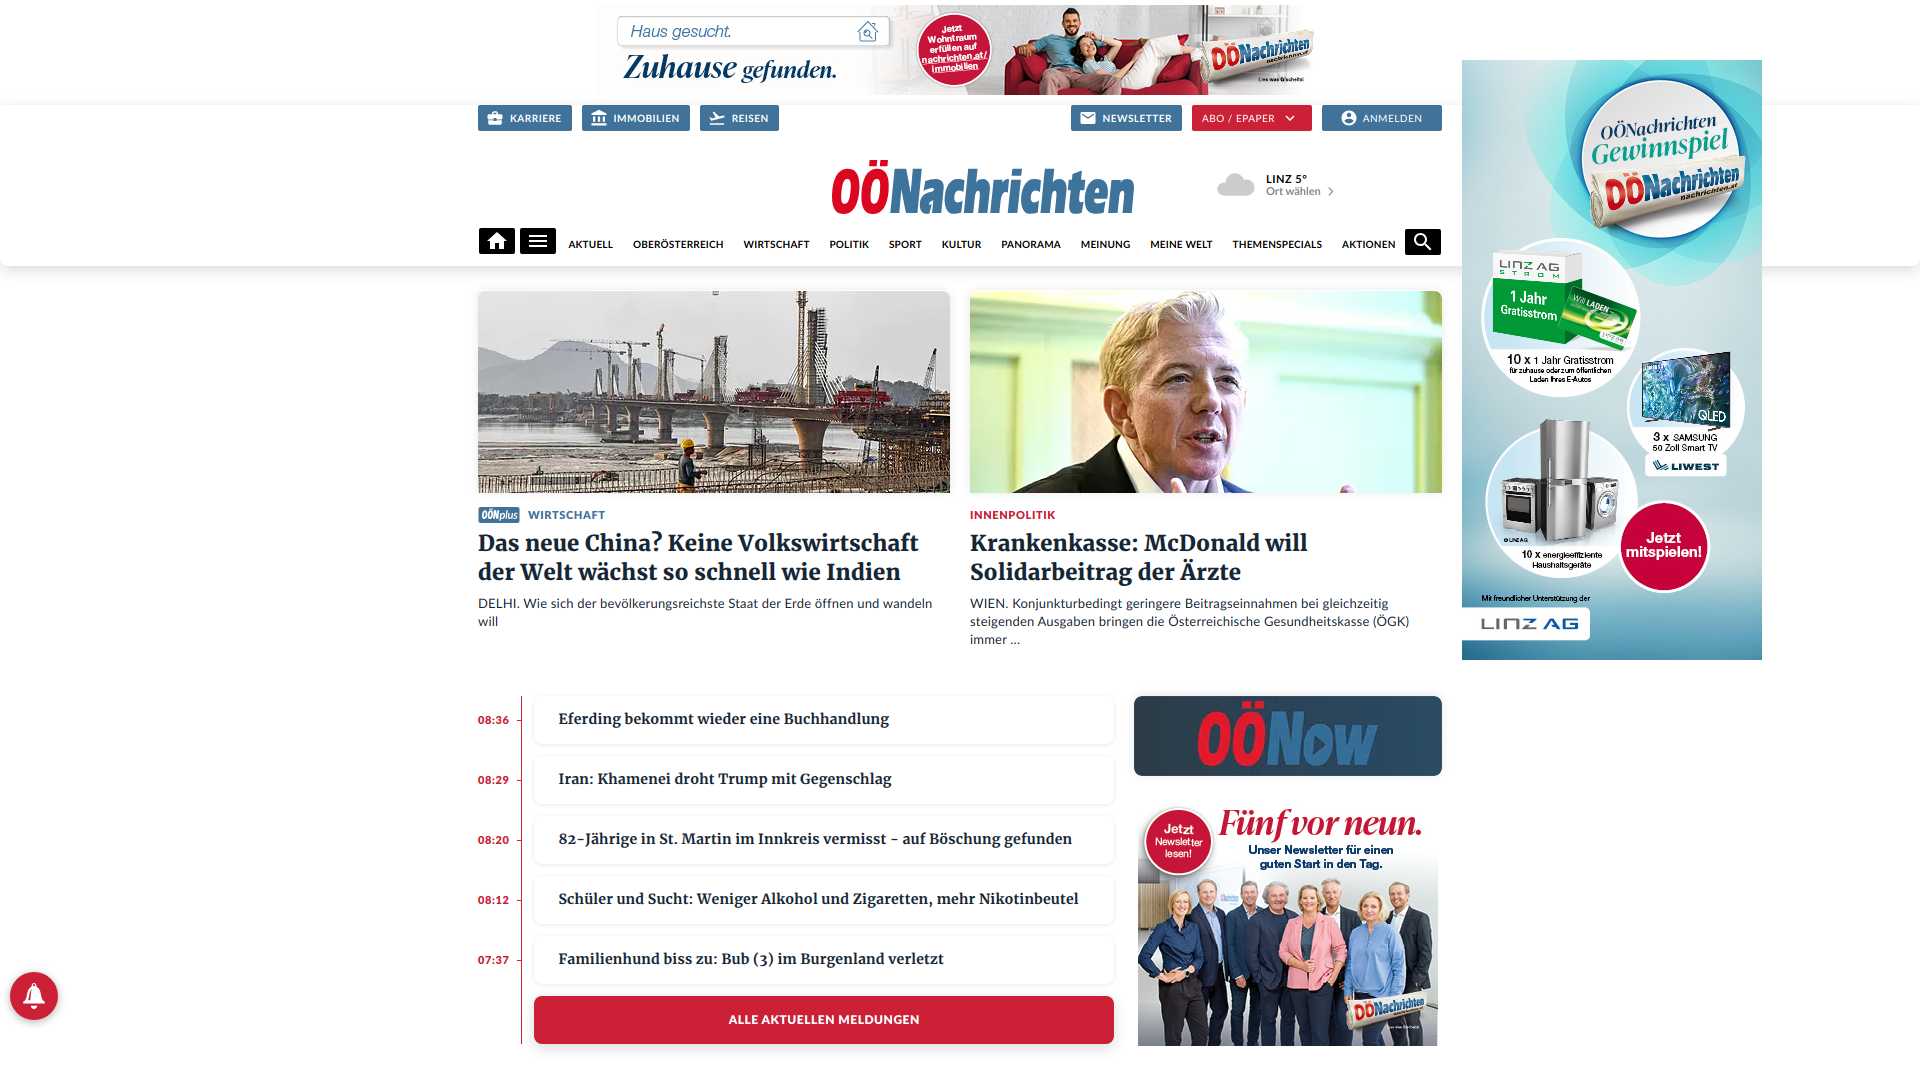 Haus gesucht.
Zuhause gefunden.
Jetzt
Wohntraum
erfüllen auf
nachrichten.at/
immobilien
OÖNachrichten
KARRIERE
IMMOBILIEN
REISEN
NEWSLETTER
ABO / EPAPER
ANMELDEN
OÖNachrichten
LINZ 5°
Ort wählen
AKTUELL
OBERÖSTERREICH
WIRTSCHAFT
POLITIK
SPORT
KULTUR
PANORAMA
MEINUNG
MEINE WELT
THEMENSPECIALS
AKTIONEN
OÖNplus WIRTSCHAFT
Das neue China? Keine Volkswirtschaft
der Welt wächst so schnell wie Indien
DELHI. Wie sich der bevölkerungsreichste Staat der Erde öffnen und wandeln
will
INNENPOLITIK
Krankenkasse: McDonald will
Solidarbeitrag der Ärzte
WIEN. Konjunkturbedingt geringere Beitragseinnahmen bei gleichzeitig
steigenden Ausgaben bringen die Österreichische Gesundheitskasse (ÖGK)
immer ...
OÖNachrichten
Gewinnspiel
OÖNachrichten
nachrichten.at
LINZ AG
STROM
1 Jahr
Gratisstrom
Will LADEN
10 x 1 Jahr Gratisstrom
für zuhause oder zum öffentlichen
Laden Ihres E-Autos
QLED
3 x SAMSUNG
50 Zoll Smart TV
LIWEST
10 x energieeffiziente
Haushaltsgeräte
Jetzt
mitspielen!
Mit freundlicher Unterstützung der
LINZ AG
08:36 Eferding bekommt wieder eine Buchhandlung
08:29 Iran: Khamenei droht Trump mit Gegenschlag
08:20 82-Jährige in St. Martin im Innkreis vermisst - auf Böschung gefunden
08:12 Schüler und Sucht: Weniger Alkohol und Zigaretten, mehr Nikotinbeutel
07:37 Familienhund biss zu: Bub (3) im Burgenland verletzt
ALLE AKTUELLEN MELDUNGEN
OÖNow
Jetzt
Newsletter
lesen!
Fünf vor neun.
Unser Newsletter für einen
guten Start in den Tag.
OÖNachrichten